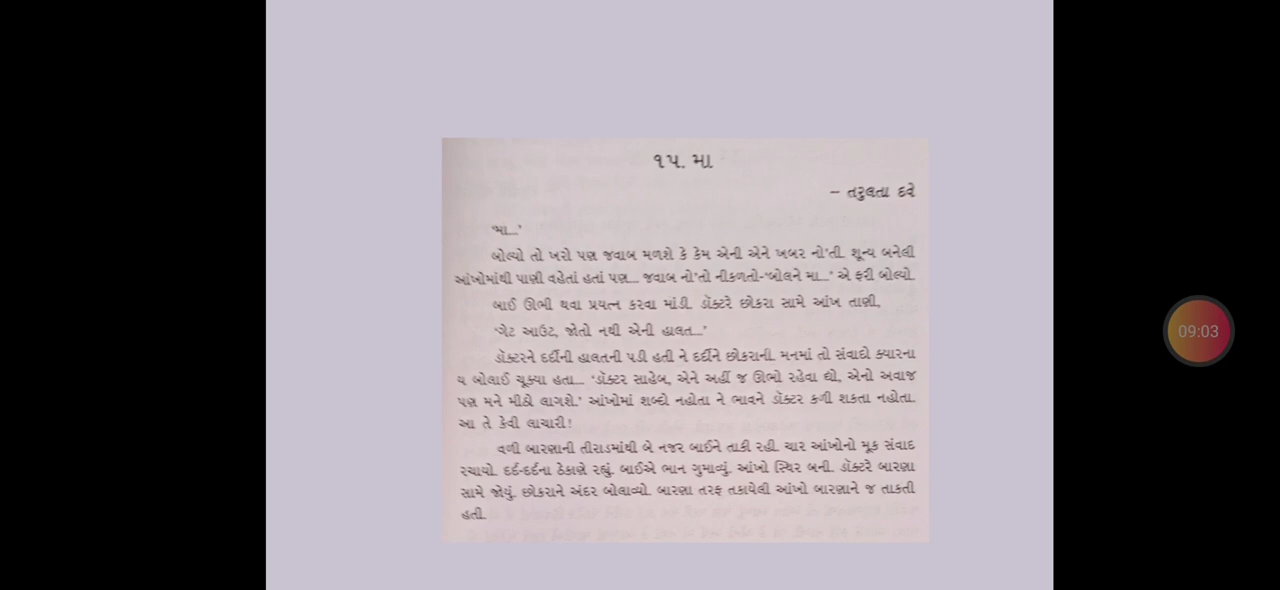 ૧૫. મા
– તરુલતા દવે
'મા...'
બોલ્યો તો ખરો પણ જવાબ મળશે કે કેમ એની એને ખબર નો'તી. શૂન્ય બનેલી
આંખોમાંથી પાણી વહેતાં હતાં પણ... જવાબ નો'તો નીકળતો-'બોલને મા...' એ ફરી બોલ્યો.
બાઈ ઊભી થવા પ્રયત્ન કરવા માંડી. ડૉક્ટરે છોકરા સામે આંખ તાણી,
'ગેટ આઉટ, જોતો નથી એની હાલત...'
ડૉક્ટરને દર્દીની હાલતની પડી હતી ને દર્દીને છોકરાની. મનમાં તો સંવાદો ક્યારના
ય બોલાઈ ચૂક્યા હતા... 'ડૉક્ટર સાહેબ, એને અહીં જ ઊભો રહેવા દ્યો, એનો અવાજ
પણ મને મીઠો લાગશે.' આંખોમાં શબ્દો નહોતા ને ભાવને ડૉક્ટર કળી શકતા નહોતા.
આ તે કેવી લાચારી!
વળી બારણાની તીરાડમાંથી બે નજર બાઈને તાકી રહી. ચાર આંખોનો મૂક સંવાદ
રચાયો. દર્દ-દર્દના ઠેકાણે રહ્યું. બાઈએ ભાન ગુમાવ્યું. આંખો સ્થિર બની. ડૉક્ટરે બારણા
સામે જોયું. છોકરાને અંદર બોલાવ્યો. બારણા તરફ તકાયેલી આંખો બારણાને જ તાકતી
હતી.
09:03